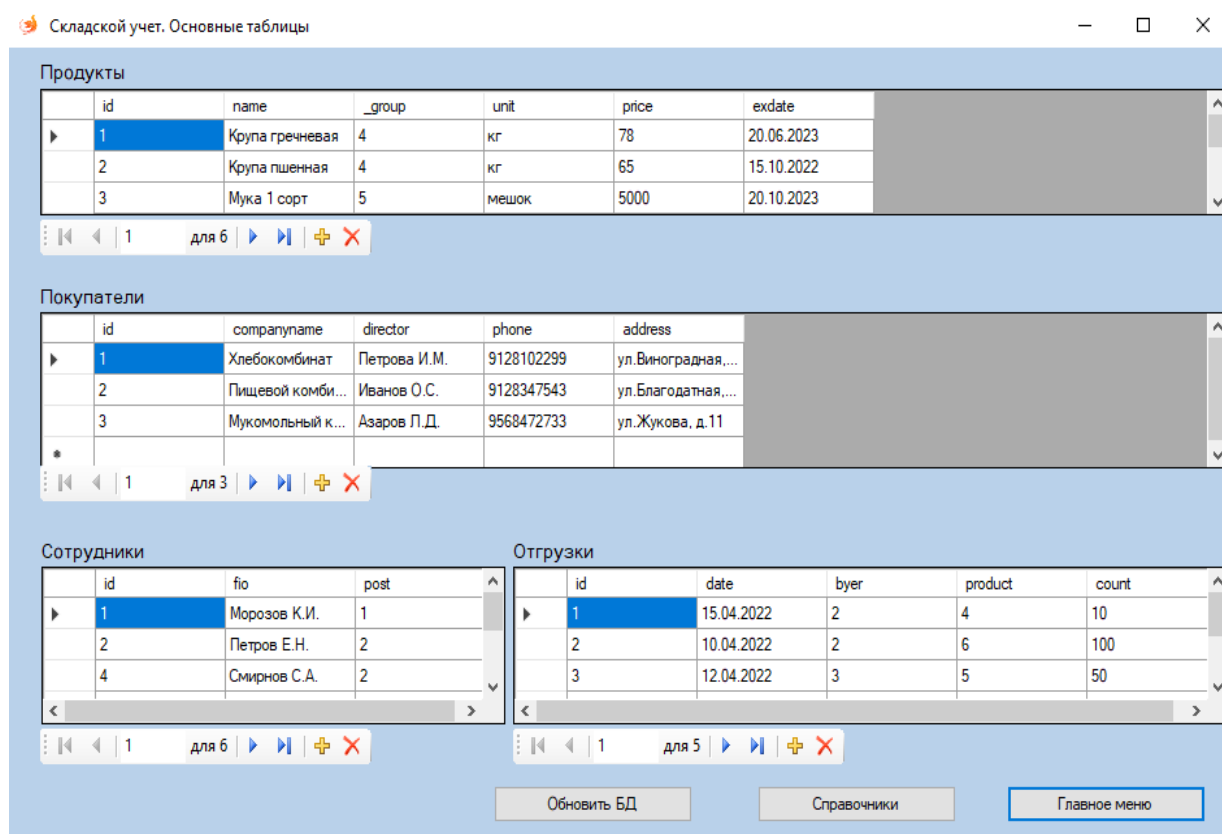 Складской учет. Основные таблицы
Продукты
id name _group unit price exdate
1 Крупа гречневая 4 кг 78 20.06.2023
2 Крупа пшенная 4 кг 65 15.10.2022
3 Мука 1 сорт 5 мешок 5000 20.10.2023
1 для 6
Покупатели
id companyname director phone address
1 Хлебокомбинат Петрова И.М. 9128102299 ул.Виноградная,...
2 Пищевой комби... Иванов О.С. 9128347543 ул.Благодатная,...
3 Мукомольный к... Азаров Л.Д. 9568472733 ул.Жукова, д.11
1 для 3
Сотрудники
id fio post
1 Морозов К.И. 1
2 Петров Е.Н. 2
4 Смирнов С.А. 2
1 для 6
Отгрузки
id date byer product count
1 15.04.2022 2 4 10
2 10.04.2022 2 6 100
3 12.04.2022 3 5 50
1 для 5
Обновить БД Справочники Главное меню